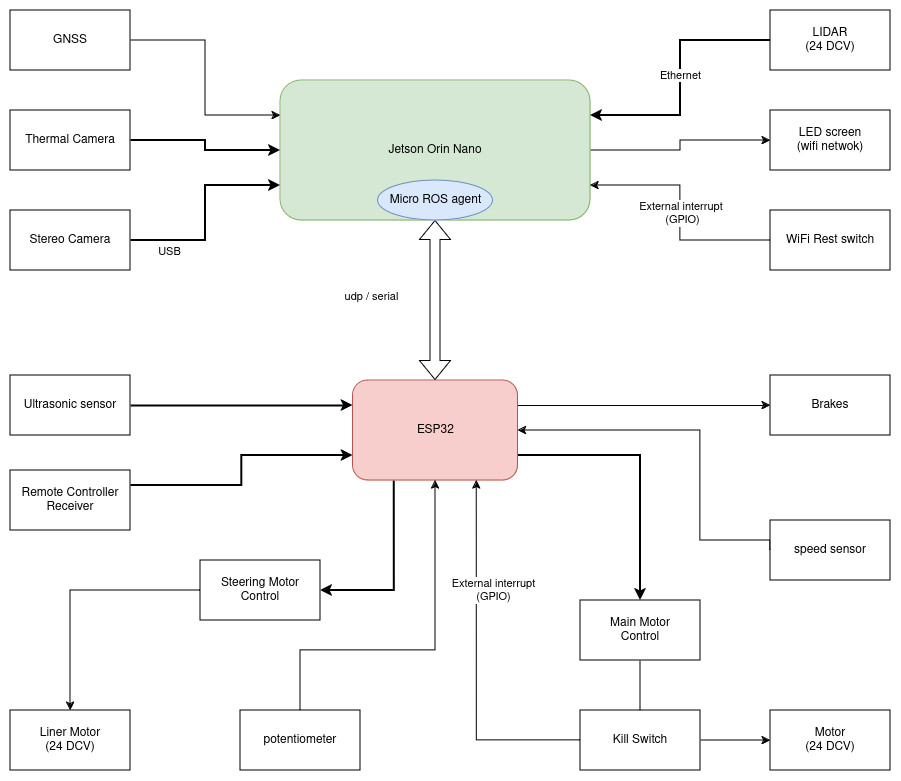 GNSS
LIDAR
(24 DCV)
Ethernet
Thermal Camera
LED screen
(wifi netwok)
Jetson Orin Nano
Micro ROS agent
External interrupt
(GPIO)
Stereo Camera
WiFi Rest switch
USB
udp / serial
Ultrasonic sensor
Brakes
ESP32
Remote Controller
Receiver
speed sensor
Steering Motor
Control
External interrupt
(GPIO)
Main Motor
Control
Liner Motor
(24 DCV)
potentiometer
Kill Switch
Motor
(24 DCV)